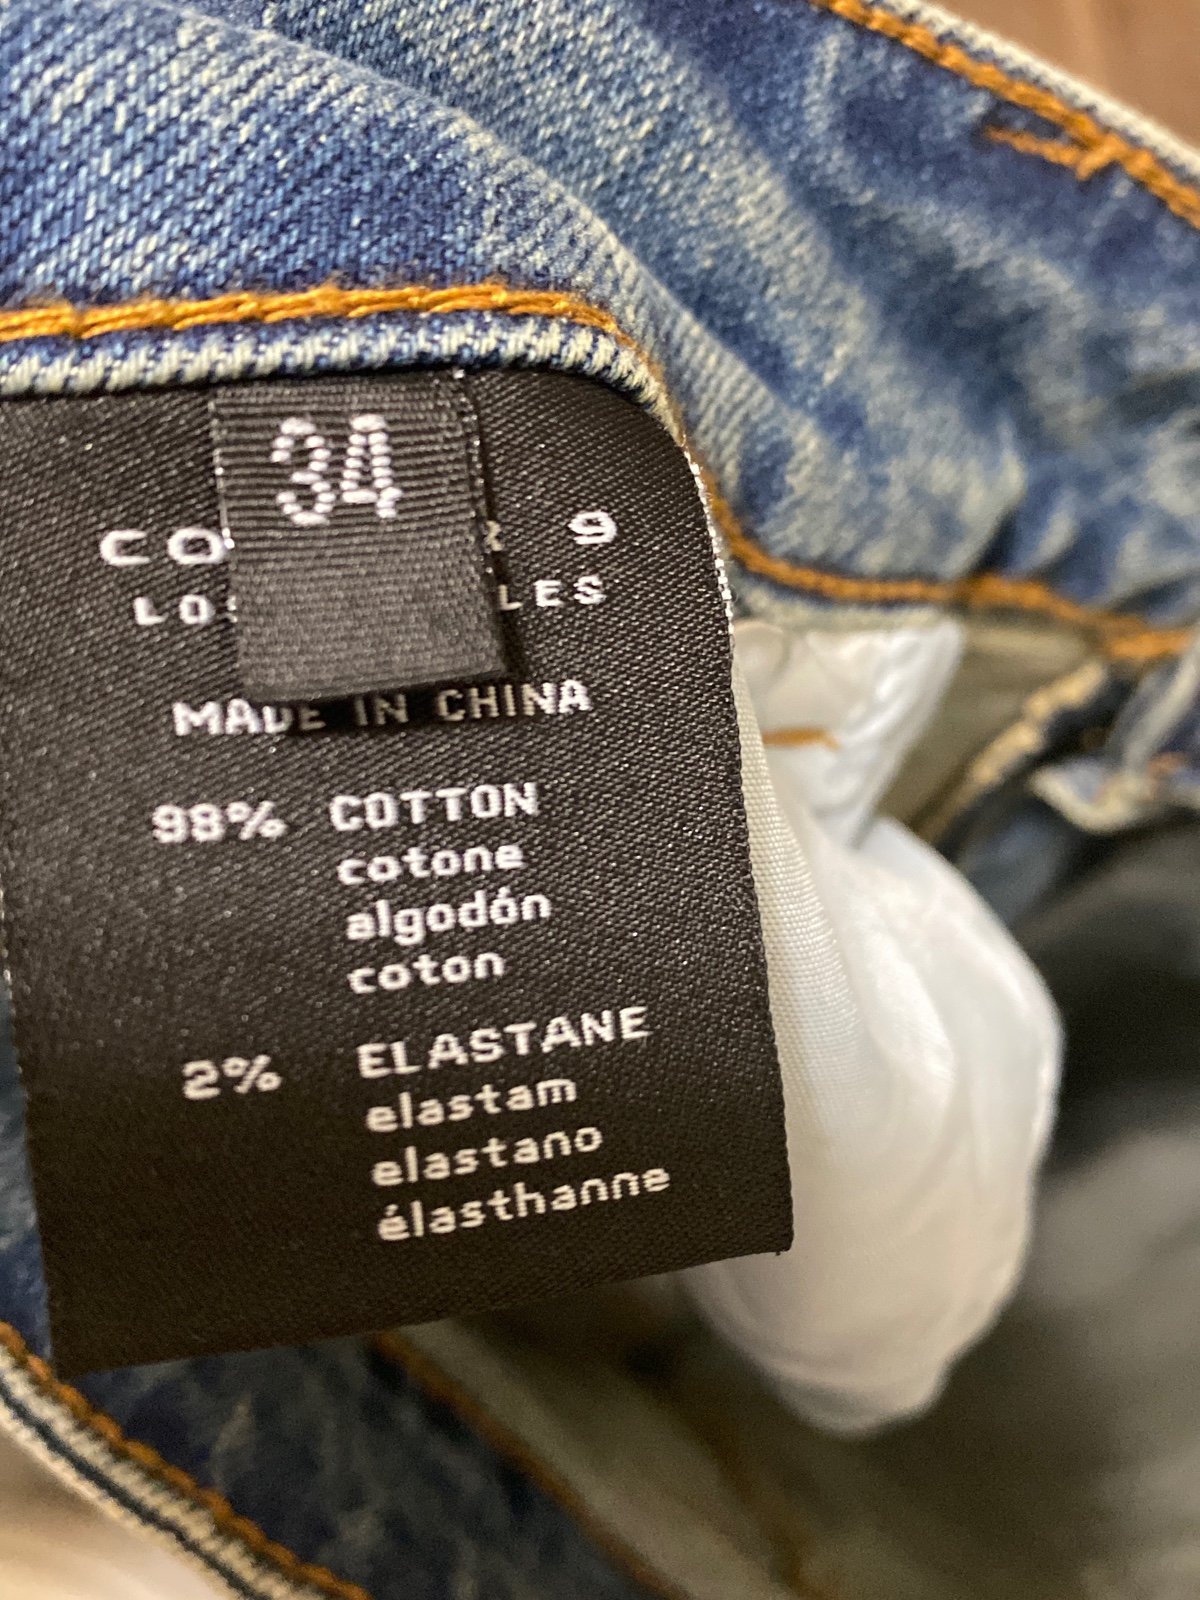 34
CO 9
LO LES
MADE IN CHINA
98% COTTON
cotone
algodón
coton
2% ELASTANE
elastam
elastano
élasthanne